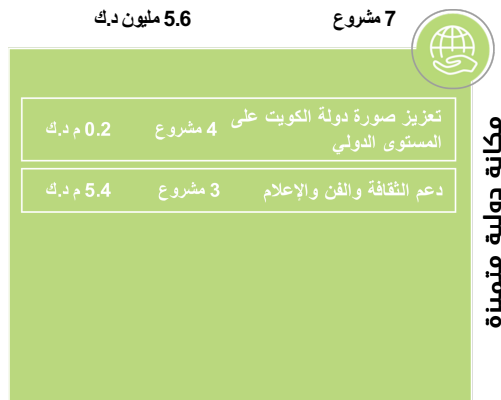 7 مشروع 5.6 مليون د.ك
تعزيز صورة دولة الكويت على
المستوى الدولي 4 مشروع 0.2 م د.ك
دعم الثقافة والفن والإعلام 3 مشروع 5.4 م د.ك
مكانة دولية متميزة